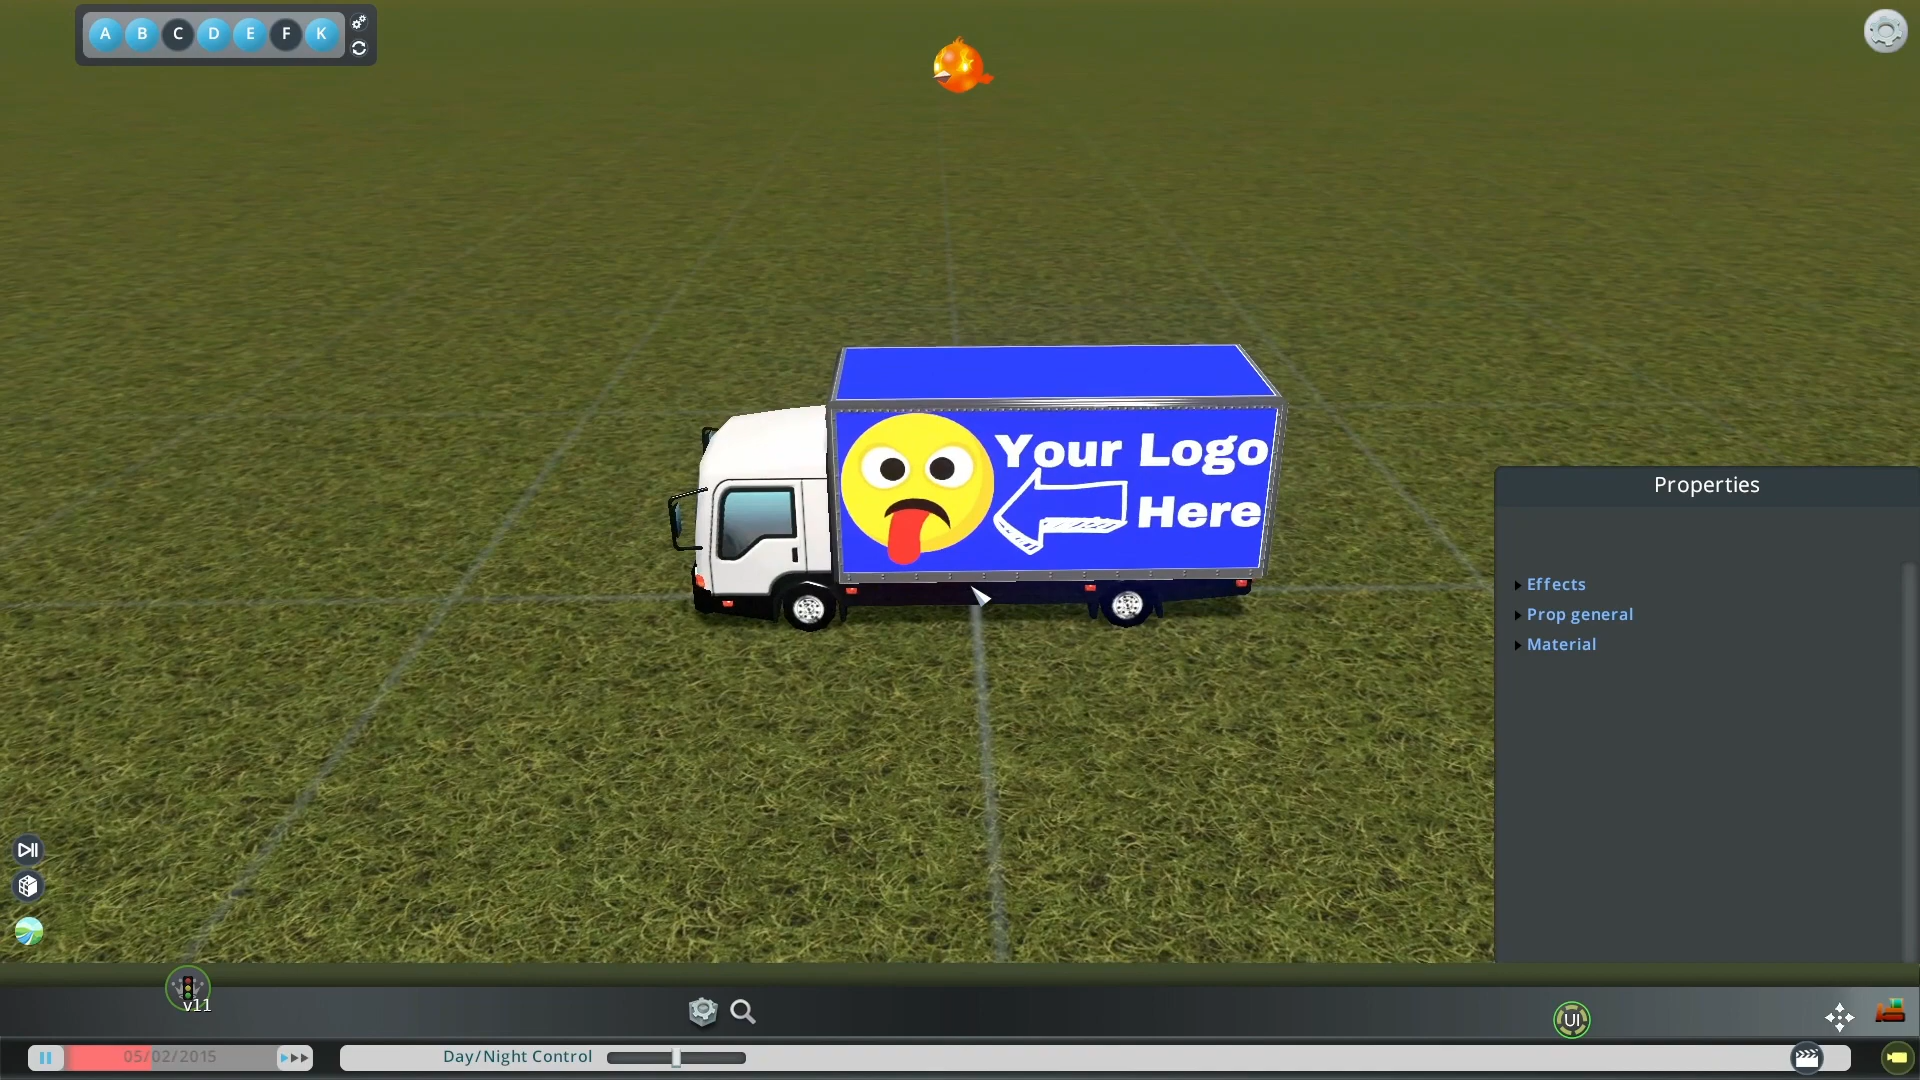 A B C D E F K
Your Logo
Here
Properties
Effects
Prop general
Material
v11
UI
05/02/2015
Day/Night Control